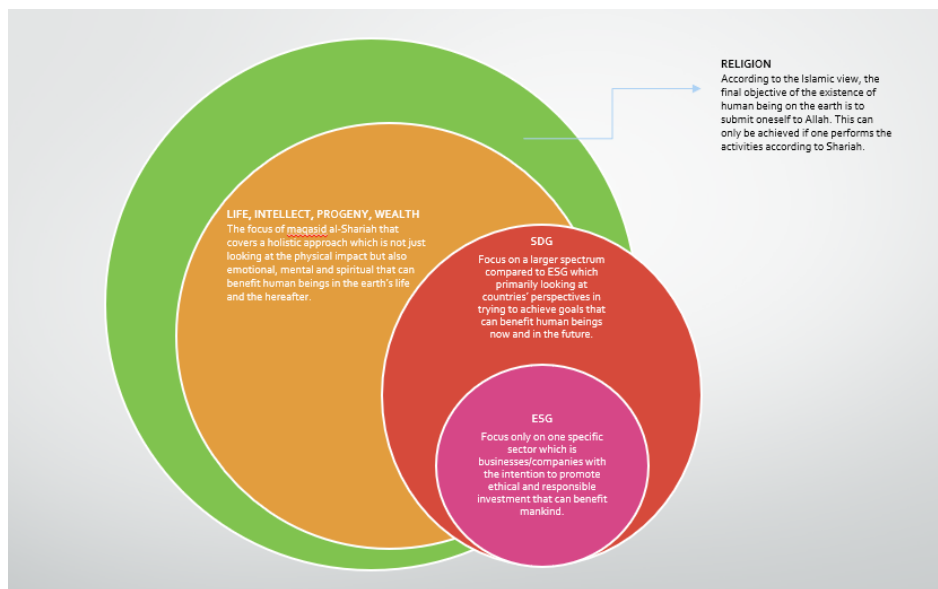 RELIGION
According to the Islamic view, the
final objective of the existence of
human being on the earth is to
submit oneself to Allah. This can
only be achieved if one performs the
activities according to Shariah.
LIFE, INTELLECT, PROGENY, WEALTH
The focus of maqasid al-Shariah that
covers a holistic approach which is not just
looking at the physical impact but also
emotional, mental and spiritual that can
benefit human beings in the earth's life
and the hereafter.
SDG
Focus on a larger spectrum
compared to ESG which
primarily looking at
countries' perspectives in
trying to achieve goals that
can benefit human beings
now and in the future.
ESG
Focus only on one specific
sector which is
businesses/companies with
the intention to promote
ethical and responsible
investment that can benefit
mankind.